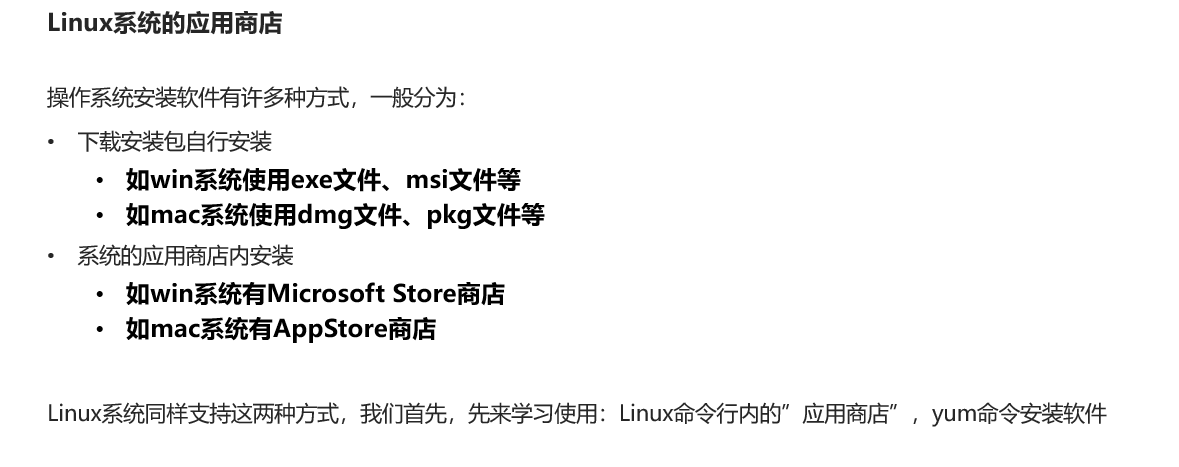 Linux系统的应用商店
操作系统安装软件有许多种方式，一般分为：
• 下载安装包自行安装
• 如win系统使用exe文件、msi文件等
• 如mac系统使用dmg文件、pkg文件等
• 系统的应用商店内安装
• 如win系统有Microsoft Store商店
• 如mac系统有AppStore商店
Linux系统同样支持这两种方式，我们首先，先来学习使用：Linux命令行内的”应用商店”，yum命令安装软件